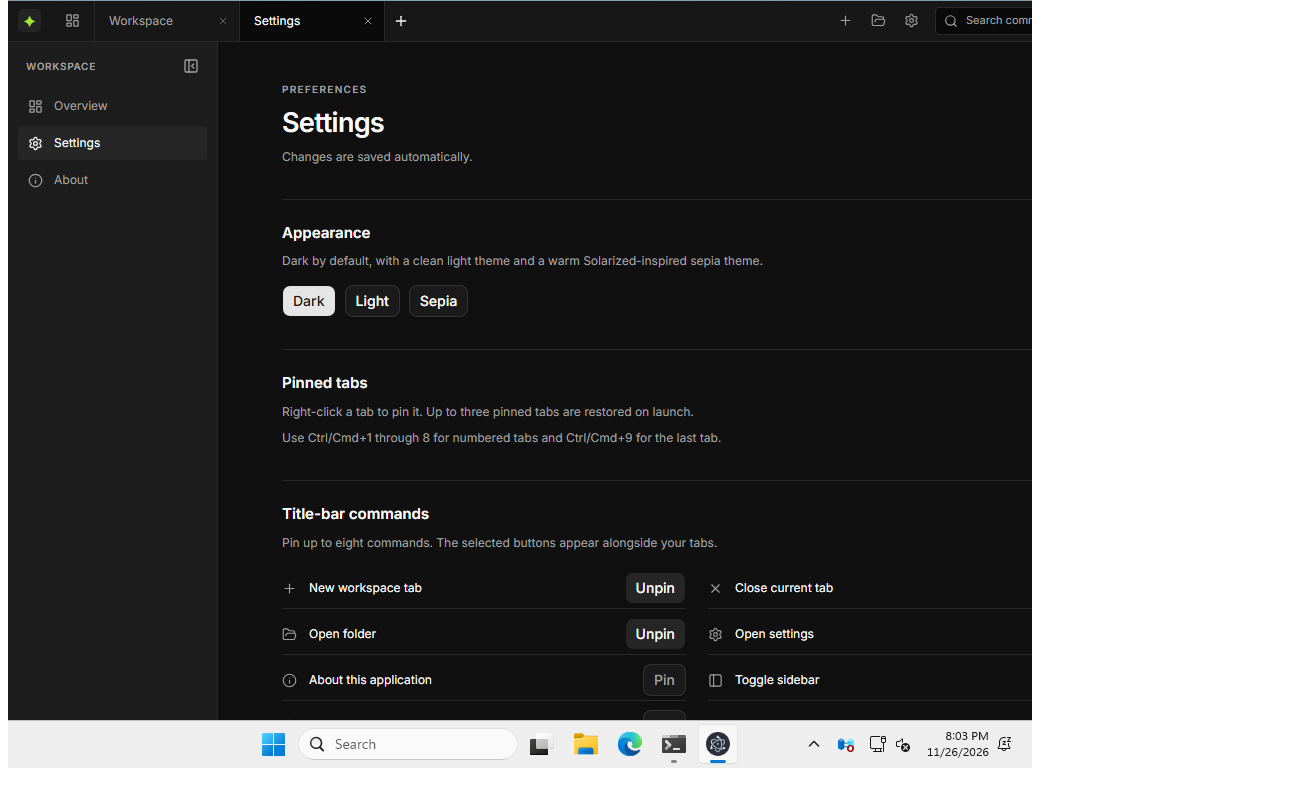 Workspace
Settings
Search
WORKSPACE
Overview
Settings
About
PREFERENCES
Settings
Changes are saved automatically.
Appearance
Dark by default, with a clean light theme and a warm Solarized-inspired sepia theme.
Dark
Light
Sepia
Pinned tabs
Right-click a tab to pin it. Up to three pinned tabs are restored on launch.
Use Ctrl/Cmd+1 through 8 for numbered tabs and Ctrl/Cmd+9 for the last tab.
Title-bar commands
Pin up to eight commands. The selected buttons appear alongside your tabs.
New workspace tab
Unpin
Close current tab
Open folder
Unpin
Open settings
About this application
Pin
Toggle sidebar
Search
8:03 PM
11/26/2026